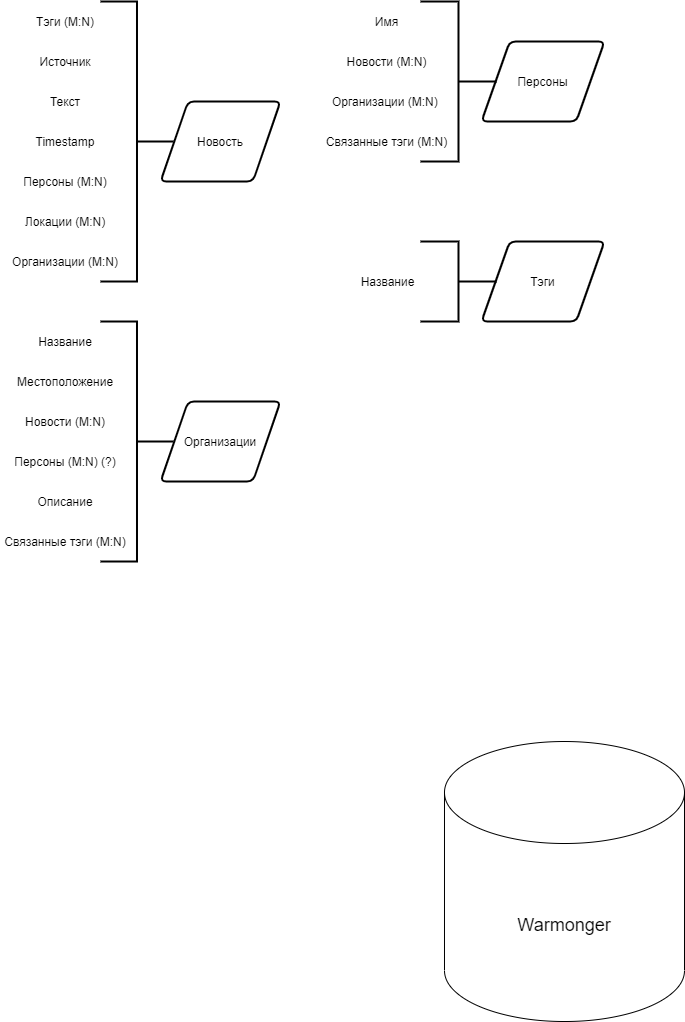 Тэги (M:N)
Источник
Текст
Timestamp
Персоны (M:N)
Локации (M:N)
Организации (M:N)
Новость
Имя
Новости (M:N)
Организации (M:N)
Связанные тэги (M:N)
Персоны
Название
Тэги
Название
Местоположение
Новости (M:N)
Персоны (M:N) (?)
Описание
Связанные тэги (M:N)
Организации
Warmonger